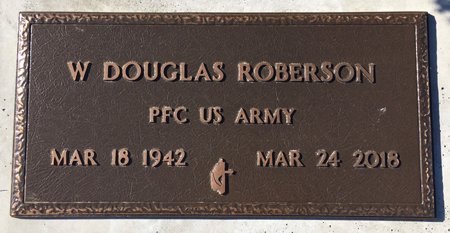 W DOUGLAS ROBERSON
PFC US ARMY
MAR 18 1942 MAR 24 2018